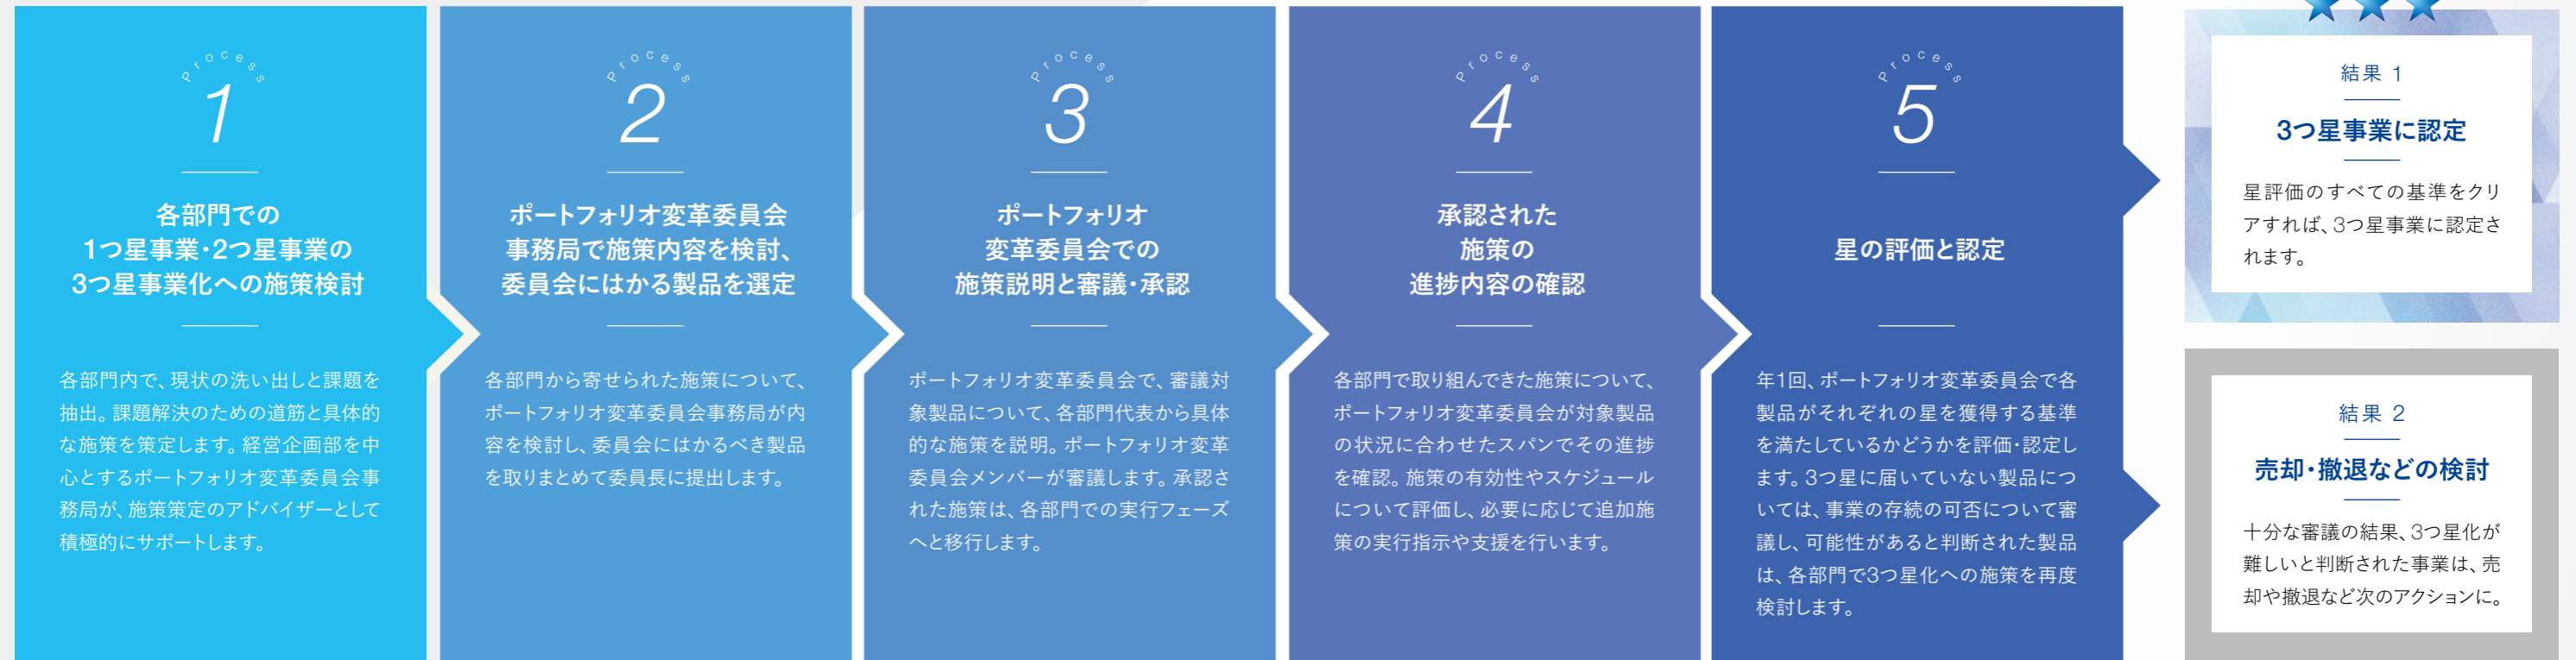 Process
1
各部門での
1つ星事業・2つ星事業の
3つ星事業化への施策検討
各部門内で、現状の洗い出しと課題を
抽出。課題解決のための道筋と具体的
な施策を策定します。経営企画部を中
心とするポートフォリオ変革委員会事
務局が、施策策定のアドバイザーとして
積極的にサポートします。
Process
2
ポートフォリオ変革委員会
事務局で施策内容を検討、
委員会にはかる製品を選定
各部門から寄せられた施策について、
ポートフォリオ変革委員会事務局が内
容を検討し、委員会にはかるべき製品
を取りまとめて委員長に提出します。
Process
3
ポートフォリオ
変革委員会での
施策説明と審議・承認
ポートフォリオ変革委員会で、審議対
象製品について、各部門代表から具体
的な施策を説明。ポートフォリオ変革
委員会メンバーが審議します。承認さ
れた施策は、各部門での実行フェーズ
へと移行します。
Process
4
承認された
施策の
進捗内容の確認
各部門で取り組んできた施策について、
ポートフォリオ変革委員会が対象製品
の状況に合わせたスパンでその進捗
を確認。施策の有効性やスケジュール
について評価し、必要に応じて追加施
策の実行指示や支援を行います。
Process
5
星の評価と認定
年1回、ポートフォリオ変革委員会で各
製品がそれぞれの星を獲得する基準
を満たしているかどうかを評価・認定し
ます。3つ星に届いていない製品につ
いては、事業の存続の可否について審
議し、可能性があると判断された製品
は、各部門で3つ星化への施策を再度
検討します。
結果 1
3つ星事業に認定
星評価のすべての基準をクリ
アすれば、3つ星事業に認定さ
れます。
結果 2
売却・撤退などの検討
十分な審議の結果、3つ星化が
難しいと判断された事業は、売
却や撤退など次のアクションに。